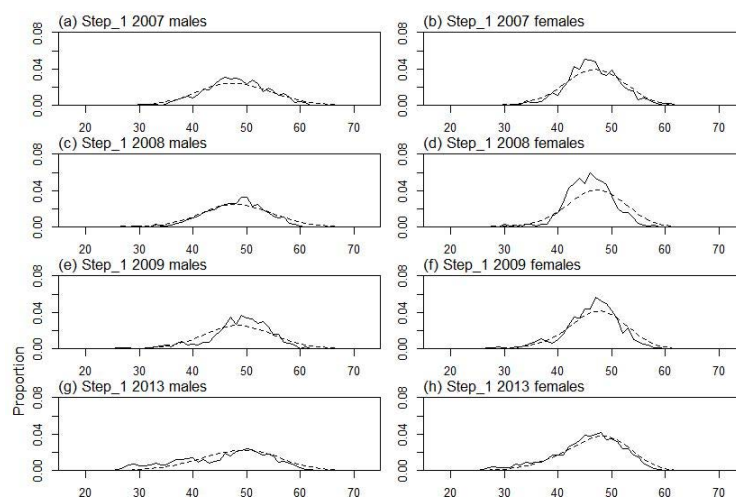 (a) Step_1 2007 males
(b) Step_1 2007 females
0.00 0.04 0.08
0.00 0.04 0.08
20 30 40 50 60 70
20 30 40 50 60 70
(c) Step_1 2008 males
(d) Step_1 2008 females
0.00 0.04 0.08
0.00 0.04 0.08
20 30 40 50 60 70
20 30 40 50 60 70
(e) Step_1 2009 males
(f) Step_1 2009 females
0.00 0.04 0.08
0.00 0.04 0.08
20 30 40 50 60 70
20 30 40 50 60 70
Proportion
(g) Step_1 2013 males
(h) Step_1 2013 females
0.00 0.04 0.08
0.00 0.04 0.08
20 30 40 50 60 70
20 30 40 50 60 70